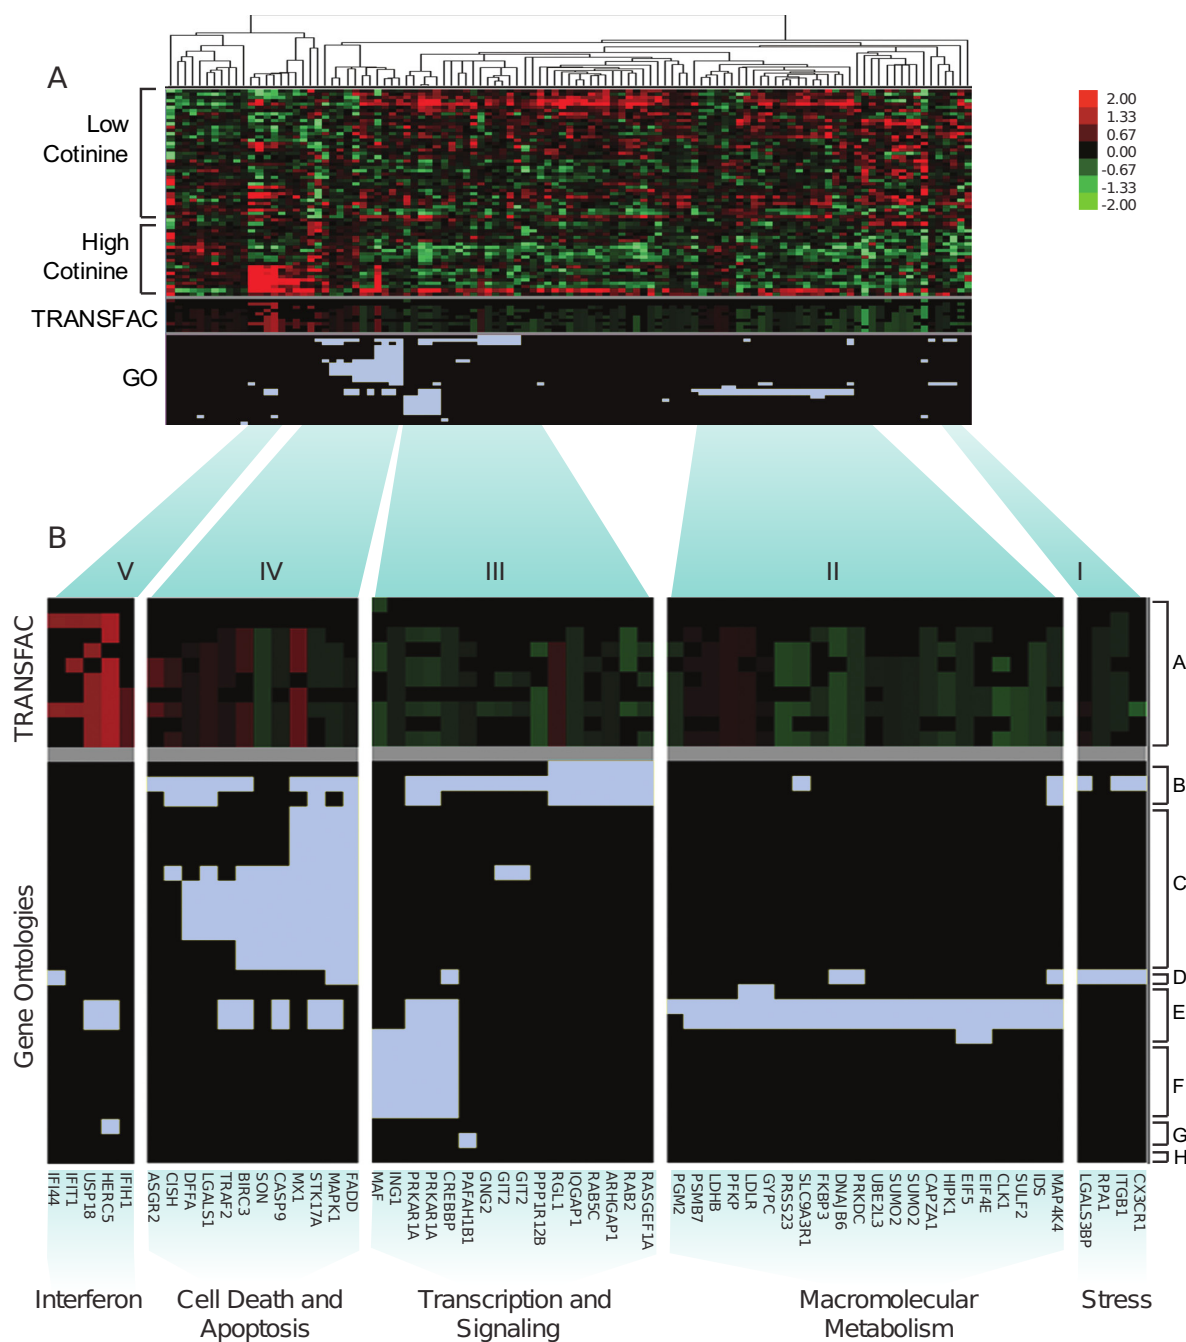 A
Low
Cotinine
High
Cotinine
TRANSFAC
GO
2.00
1.33
0.67
0.00
-0.67
-1.33
-2.00
B
V
IV
III
II
I
TRANSFAC
Gene Ontologies
A
B
C
D
E
F
G
H
IFI44
IFIT1
USP18
HERC5
IFIH1
ASGR2
CISH
DFFA
LGALS1
TRAF2
BIRC3
SON
CASP9
MX1
STK17A
MAPK1
FADD
MAF
ING1
PRKAR1A
PRKAR1A
CREBBP
PAFAH1B1
GNG2
GIT2
GIT2
PPP1R12B
RGL1
IQGAP1
RAB5C
ARHGAP1
RAB2
RASGEF1A
PGM2
PSMB7
LDHB
PFKP
LDLR
GYPC
PRSS23
SLC9A3R1
FKBP3
DNAJB6
PRKDC
UBE2L3
SUMO2
SUMO2
CAPZA1
HIPK1
EIF5
EIF4E
CLK1
SULF2
IDS
MAP4K4
LGALS3BP
RPA1
ITGB1
CX3CR1
Interferon
Cell Death and
Apoptosis
Transcription and
Signaling
Macromolecular
Metabolism
Stress